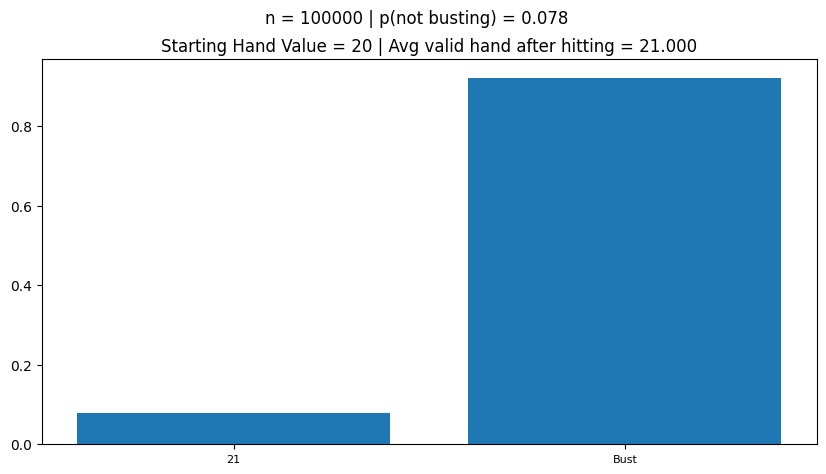 n = 100000 | p(not busting) = 0.078
Starting Hand Value = 20 | Avg valid hand after hitting = 21.000
0.8
0.6
0.4
0.2
0.0
21 Bust